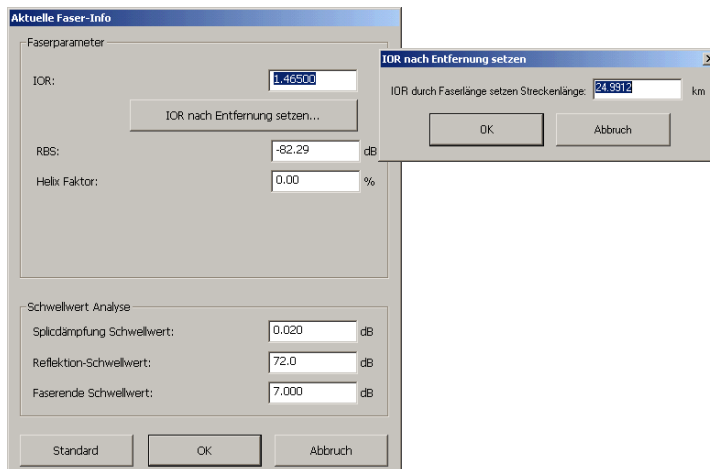 Aktuelle Faser-Info
Faserparameter
IOR: 1.46500
IOR nach Entfernung setzen...
RBS: -82.29 dB
Helix Faktor: 0.00 %
Schwellwert Analyse
Splicdämpfung Schwellwert: 0.020 dB
Reflektion-Schwellwert: 72.0 dB
Faserende Schwellwert: 7.000 dB
Standard OK Abbruch
IOR nach Entfernung setzen X
IOR durch Faserlänge setzen Streckenlänge: 24.9912 km
OK Abbruch